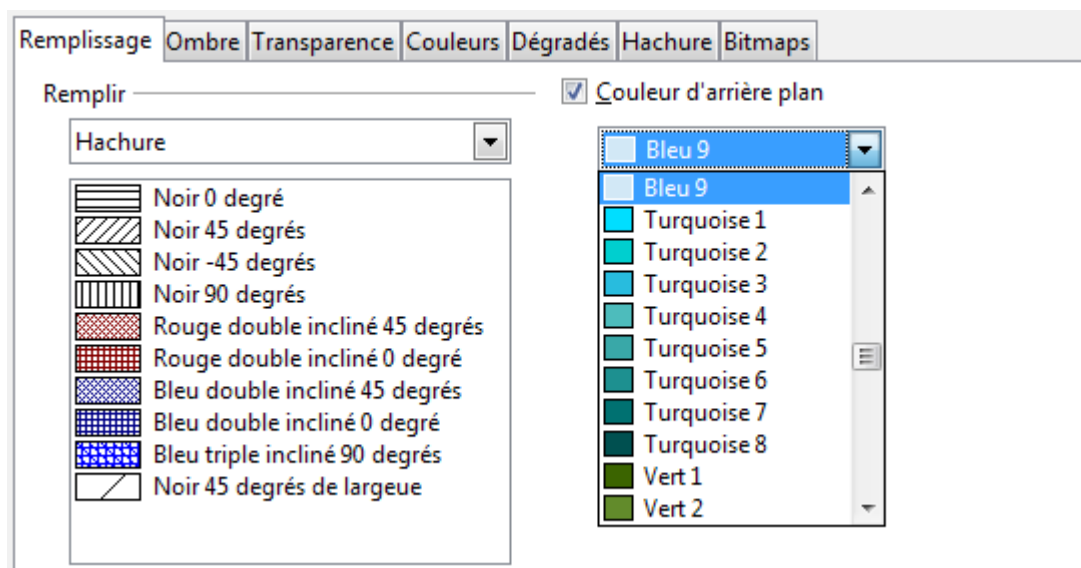 Remplissage Ombre Transparence Couleurs Dégradés Hachure Bitmaps
Remplir
Hachure
Noir 0 degré
Noir 45 degrés
Noir -45 degrés
Noir 90 degrés
Rouge double incliné 45 degrés
Rouge double incliné 0 degré
Bleu double incliné 45 degrés
Bleu double incliné 0 degré
Bleu triple incliné 90 degrés
Noir 45 degrés de largeue
Couleur d'arrière plan
Bleu 9
Bleu 9
Turquoise 1
Turquoise 2
Turquoise 3
Turquoise 4
Turquoise 5
Turquoise 6
Turquoise 7
Turquoise 8
Vert 1
Vert 2